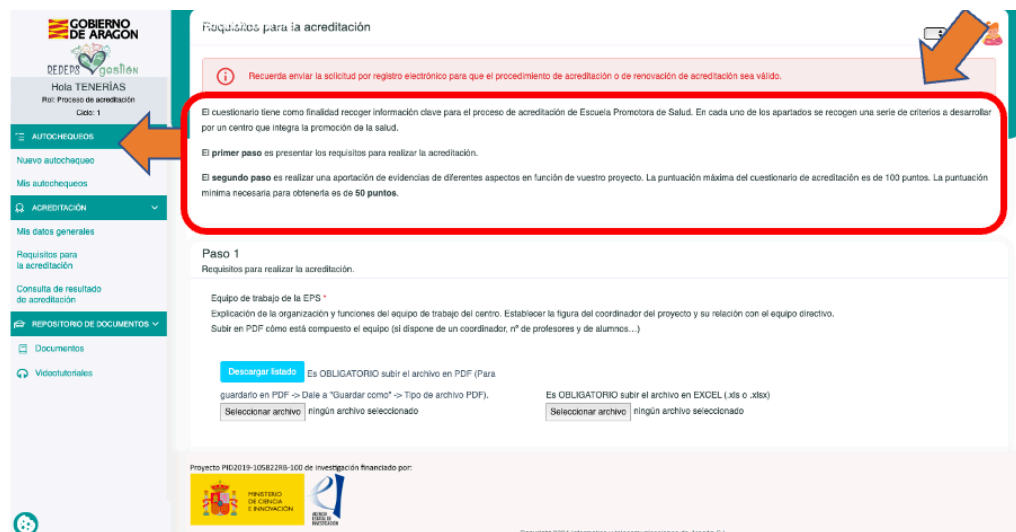 GOBIERNO
DE ARAGON
REDEPS gestión
Hola TENERÍAS
Rol: Proceso de acreditación
Ciclo: 1
AUTOCHEQUEOS
Nuevo autochequeo
Mis autochequeos
ACREDITACIÓN
Mis datos generales
Requisitos para
la acreditación
Consulta de resultado
de acreditación
REPOSITORIO DE DOCUMENTOS
Documentos
Videotutoriales
Requisitos para la acreditación
Recuerda enviar la solicitud por registro electrónico para que el procedimiento de acreditación o de renovación de acreditación sea válido.
El cuestionario tiene como finalidad recoger información clave para el proceso de acreditación de Escuela Promotora de Salud. En cada uno de los apartados se recogen una serie de criterios a desarrollar
por un centro que integra la promoción de la salud.
El primer paso es presentar los requisitos para realizar la acreditación.
El segundo paso es realizar una aportación de evidencias de diferentes aspectos en función de vuestro proyecto. La puntuación máxima del cuestionario de acreditación es de 100 puntos. La puntuación
mínima necesaria para obtenerla es de 50 puntos.
Paso 1
Requisitos para realizar la acreditación.
Equipo de trabajo de la EPS *
Explicación de la organización y funciones del equipo de trabajo del centro. Establecer la figura del coordinador del proyecto y su relación con el equipo directivo.
Subir en PDF cómo está compuesto el equipo (si dispone de un coordinador, nº de profesores y de alumnos...)
Descargar listado Es OBLIGATORIO subir el archivo en PDF (Para
guardarlo en PDF -> Dale a "Guardar como" -> Tipo de archivo PDF).
Seleccionar archivo ningún archivo seleccionado
Es OBLIGATORIO subir el archivo en EXCEL (.xls o .xlsx)
Seleccionar archivo ningún archivo seleccionado
Proyecto PID2019-105822RB-100 de investigación financiado por:
MINISTERIO
DE CIENCIA
E INNOVACIÓN
AGENCIA
ESTATAL DE
INVESTIGACIÓN